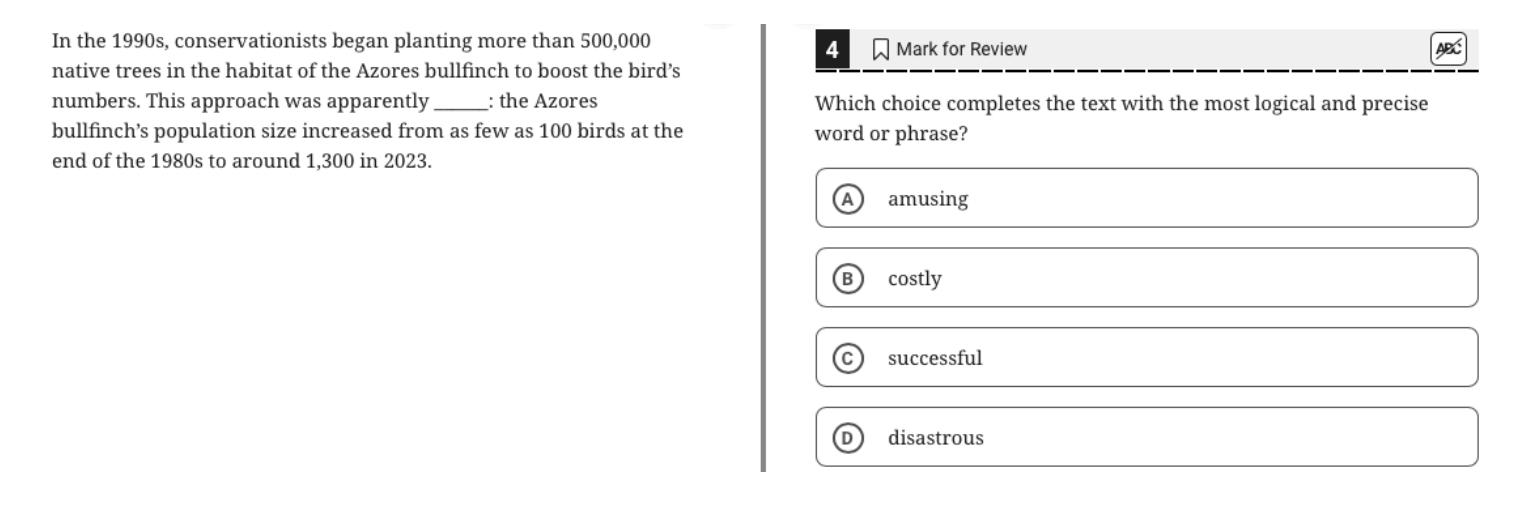 In the 1990s, conservationists began planting more than 500,000
native trees in the habitat of the Azores bullfinch to boost the bird’s
numbers. This approach was apparently ______: the Azores
bullfinch’s population size increased from as few as 100 birds at the
end of the 1980s to around 1,300 in 2023.
4 Mark for Review ABC
Which choice completes the text with the most logical and precise
word or phrase?
A amusing
B costly
C successful
D disastrous